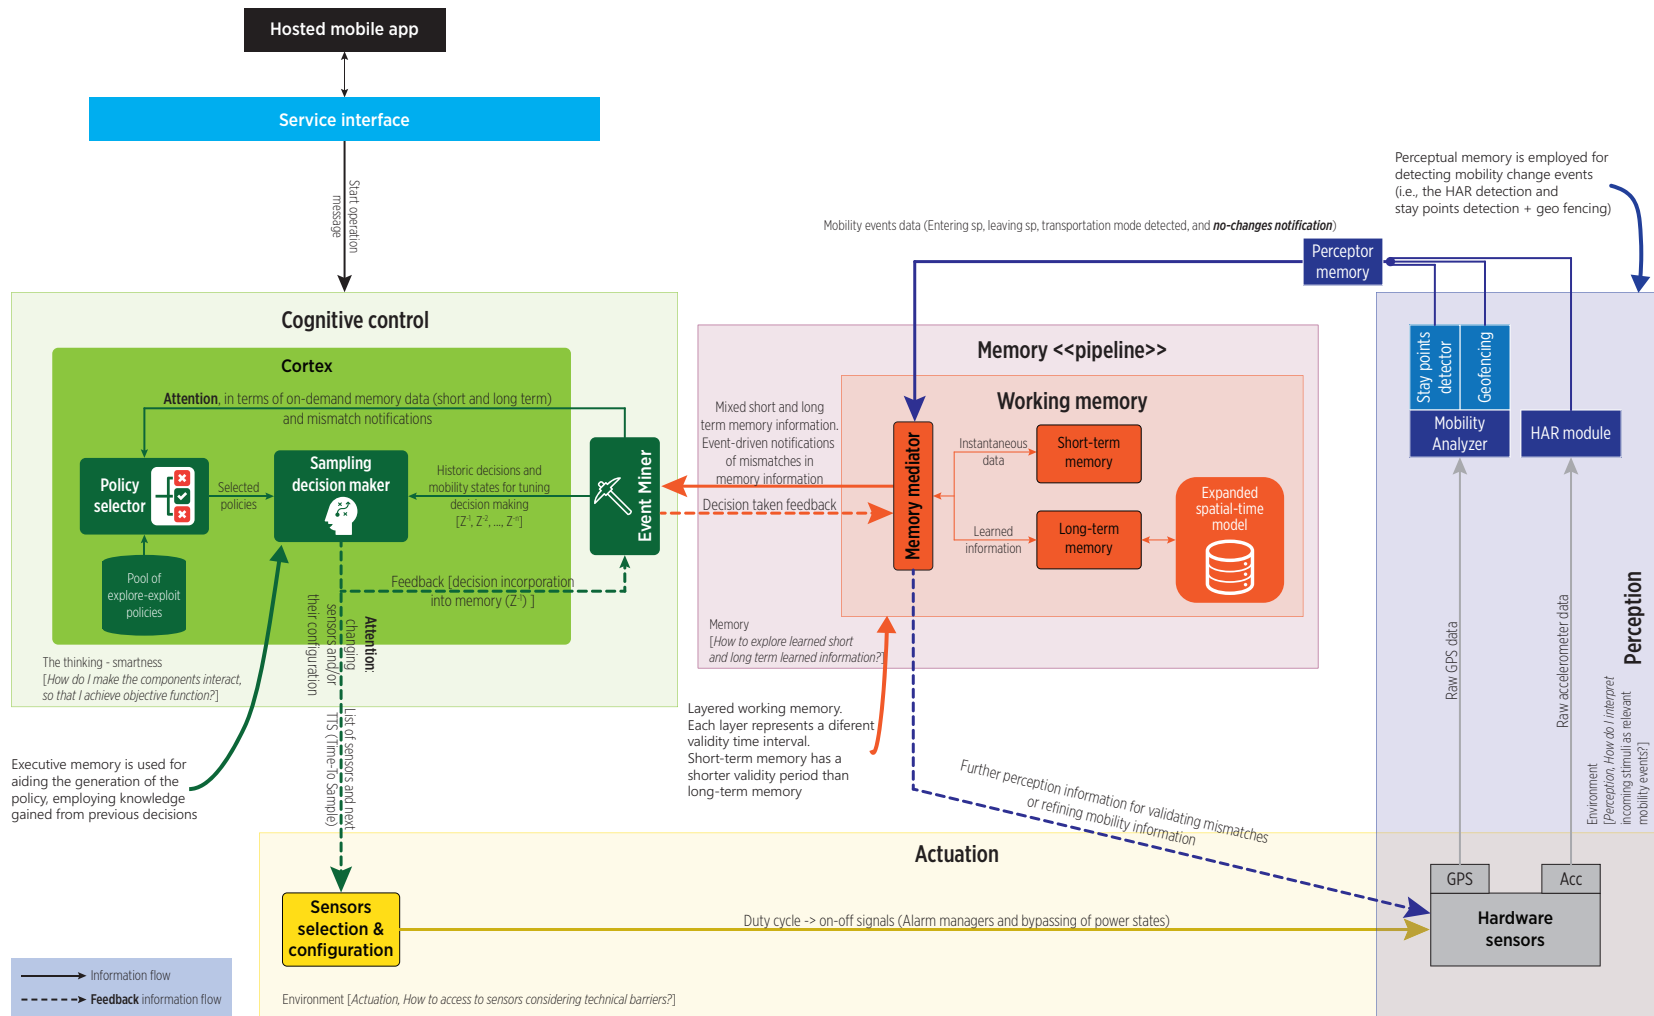 Hosted mobile app
Service interface
Start operation
message
Perceptual memory is employed for
detecting mobility change events
(i.e., the HAR detection and
stay points detection + geo fencing)
Mobility events data (Entering sp, leaving sp, transportation mode detected, and no-changes notification)
Perceptor
memory
Cognitive control
Cortex
Attention, in terms of on-demand memory data (short and long term)
and mismatch notifications
Policy
selector
Selected
policies
Sampling
decision maker
Historic decisions and
mobility states for tuning
decision making
[Z-1, Z-2, ..., Z-n]
Event Miner
Pool of
explore-exploit
policies
Feedback [decision incorporation
into memory (Z-1) ]
Attention:
changing
sensors and/or
their configuration
The thinking - smartness
[How do I make the components interact,
so that I achieve objective function?]
List of sensors and next
TTS (Time-To Sample)
Executive memory is used for
aiding the generation of the
policy, employing knowledge
gained from previous decisions
Memory <<pipeline>>
Working memory
Mixed short and long
term memory information.
Event-driven notifications
of mismatches in
memory information
Decision taken feedback
Memory mediator
Instantaneous
data
Short-term
memory
Learned
information
Long-term
memory
Expanded
spatial-time
model
Memory
[How to explore learned short
and long term learned information?]
Layered working memory.
Each layer represents a diferent
validity time interval.
Short-term memory has a
shorter validity period than
long-term memory
Further perception information for validating mismatches
or refining mobility information
Stay points
detector
Geofencing
Mobility
Analyzer
HAR module
Raw GPS data
Raw accelerometer data
Perception
Environment
[Perception, How do I interpret
incoming stimuli as relevant
mobility events?]
Actuation
Sensors
selection &
configuration
Duty cycle -> on-off signals (Alarm managers and bypassing of power states)
GPS
Acc
Hardware
sensors
Environment [Actuation, How to access to sensors considering technical barriers?]
Information flow
Feedback information flow